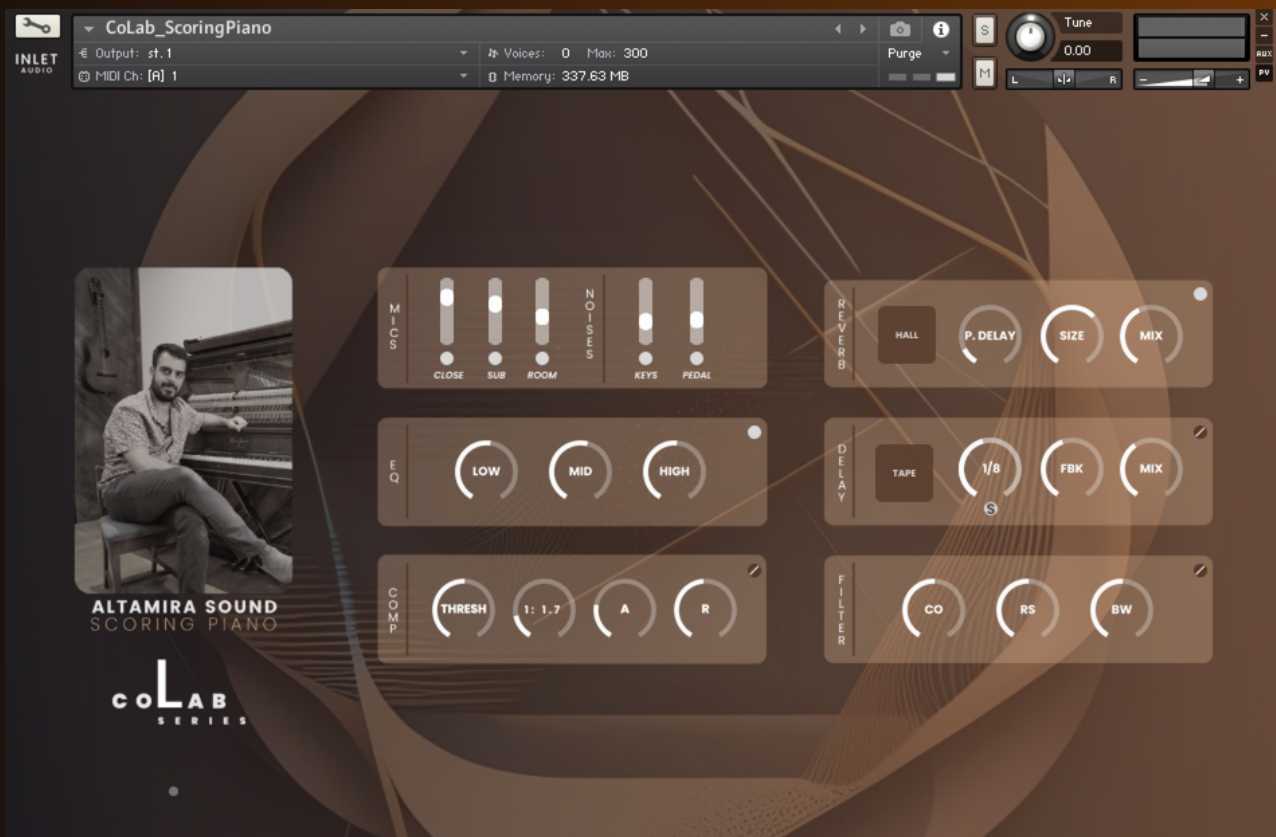 CoLab_ScoringPiano
INLET
AUDIO
Output: st.1
Voices: 0 Max: 300
Purge
MIDI Ch: [A] 1
Memory: 337.63 MB
S
M
Tune
0.00
L R
− +
×
−
AUX
PV
MICS
CLOSE SUB ROOM
NOISES
KEYS PEDAL
REVERB
HALL P. DELAY SIZE MIX
EQ
LOW MID HIGH
DELAY
TAPE 1/8 FBK MIX
S
COMP
THRESH 1: 1.7 A R
FILTER
CO RS BW
ALTAMIRA SOUND
SCORING PIANO
COLAB
SERIES